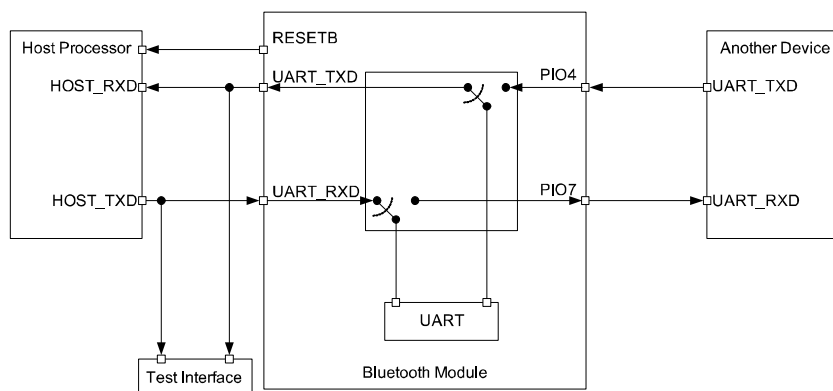 Host Processor
RESETB
Another Device
HOST_RXD
UART_TXD
PIO4
UART_TXD
HOST_TXD
UART_RXD
PIO7
UART_RXD
UART
Test Interface
Bluetooth Module